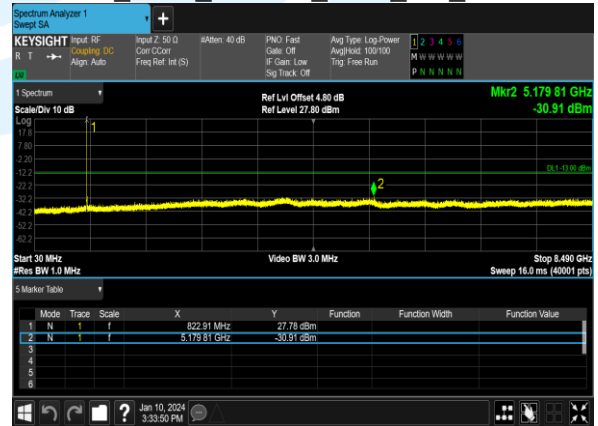 Spectrum Analyzer 1
Swept SA
KEYSIGHT Input: RF Input Z: 50 Ω #Atten: 40 dB PNO: Fast Avg Type: Log-Power 1 2 3 4 5 6
R T Coupling: DC Corr CCorr Gate: Off Avg|Hold: 100/100 M W W W W W
Align: Auto Freq Ref: Int (S) IF Gain: Low Trig: Free Run
Sig Track: Off P N N N N N
1 Spectrum Ref Lvl Offset 4.80 dB Mkr2 5.179 81 GHz
Scale/Div 10 dB Ref Level 27.80 dBm -30.91 dBm
Log
1
17.8
7.80
-2.20
-12.2 DL1 -13.00 dBm
-22.2 2
-32.2
-42.2
-52.2
-62.2
Start 30 MHz Video BW 3.0 MHz Stop 8.490 GHz
#Res BW 1.0 MHz Sweep 16.0 ms (40001 pts)
5 Marker Table
Mode Trace Scale X Y Function Function Width Function Value
1 N 1 f 822.91 MHz 27.78 dBm
2 N 1 f 5.179 81 GHz -30.91 dBm
3
4
5
6
? Jan 10, 2024
3:33:50 PM